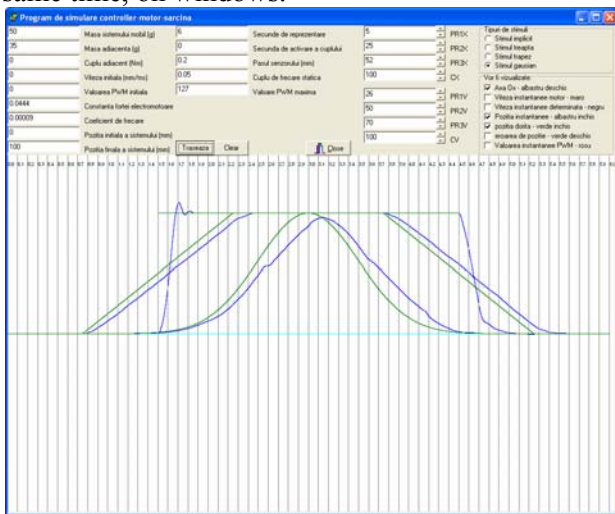 same time, on windows.
Program de simulare controller-motor-sarcina
50 Masa sistemului mobil (g) 6 Secunde de reprezentare 5 PR1X Tipuri de stimuli
35 Masa adiacenta (g) 0 Secunda de activare a cuplului 25 PR2X Stimul implicit
0 Cuplu adiacent (Nm) 0.2 Pasul senzorului (mm) 25 PR3X Stimul treapta
0 Viteza initiala (mm/ms) 0.05 Cuplu de frecare statica 100 CX Stimul trapez
0 Valoarea PWM initiala 127 Valoare PWM maxima Stimul gaussian
0.0444 Constanta fortei electromotoare 26 PR1V Vor fi vizualizate
0.00009 Coeficient de frecare 50 PR2V Axa Ox - albastru deschis
0 Pozitia initiala a sistemului (mm) 70 PR3V Viteza instantanee motor - maro
100 Pozitia finala a sistemului (mm) Traseaza Clear Close 100 CV Viteza instantanee determinata - negru
Pozitia instantanee - albastru inchis
pozitia dorita - verde inchis
eroarea de pozitie - verde deschis
Valoarea instantanee PWM - rosu